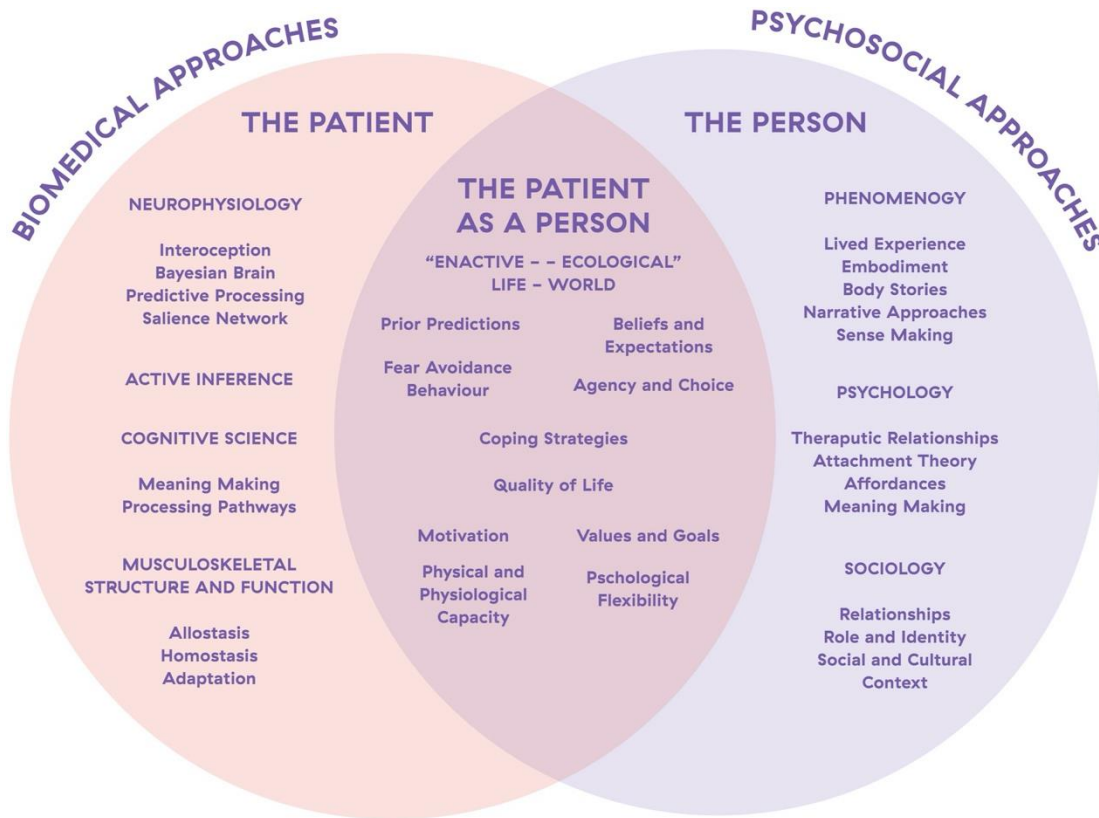 BIOMEDICAL APPROACHES
PSYCHOSOCIAL APPROACHES
THE PATIENT
NEUROPHYSIOLOGY
Interoception
Bayesian Brain
Predictive Processing
Salience Network
ACTIVE INFERENCE
COGNITIVE SCIENCE
Meaning Making
Processing Pathways
MUSCULOSKELETAL
STRUCTURE AND FUNCTION
Allostasis
Homostasis
Adaptation
THE PATIENT
AS A PERSON
“ENACTIVE - - ECOLOGICAL”
LIFE - WORLD
Prior Predictions
Beliefs and
Expectations
Fear Avoidance
Behaviour
Agency and Choice
Coping Strategies
Quality of Life
Motivation
Values and Goals
Physical and
Physiological
Capacity
Pschological
Flexibility
THE PERSON
PHENOMENOGY
Lived Experience
Embodiment
Body Stories
Narrative Approaches
Sense Making
PSYCHOLOGY
Theraputic Relationships
Attachment Theory
Affordances
Meaning Making
SOCIOLOGY
Relationships
Role and Identity
Social and Cultural
Context